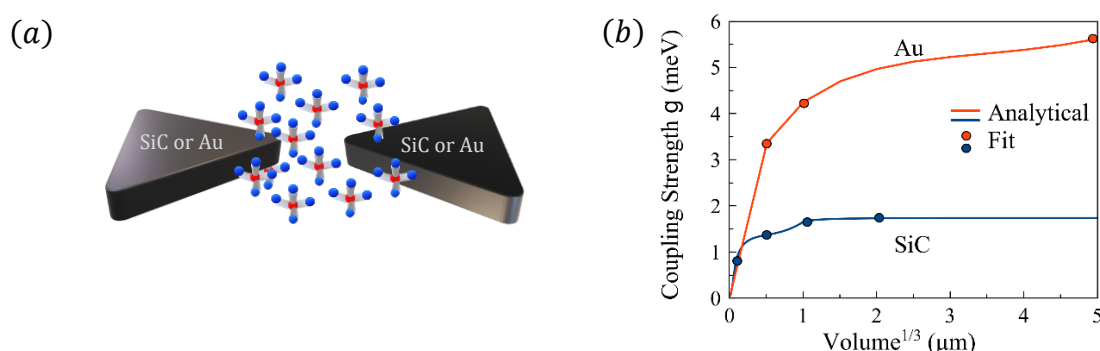 (a)
SiC or Au
SiC or Au
(b)
Coupling Strength g (meV)
6
5
4
3
2
1
0
Au
Analytical
Fit
SiC
0 1 2 3 4 5
Volume1/3 (μm)